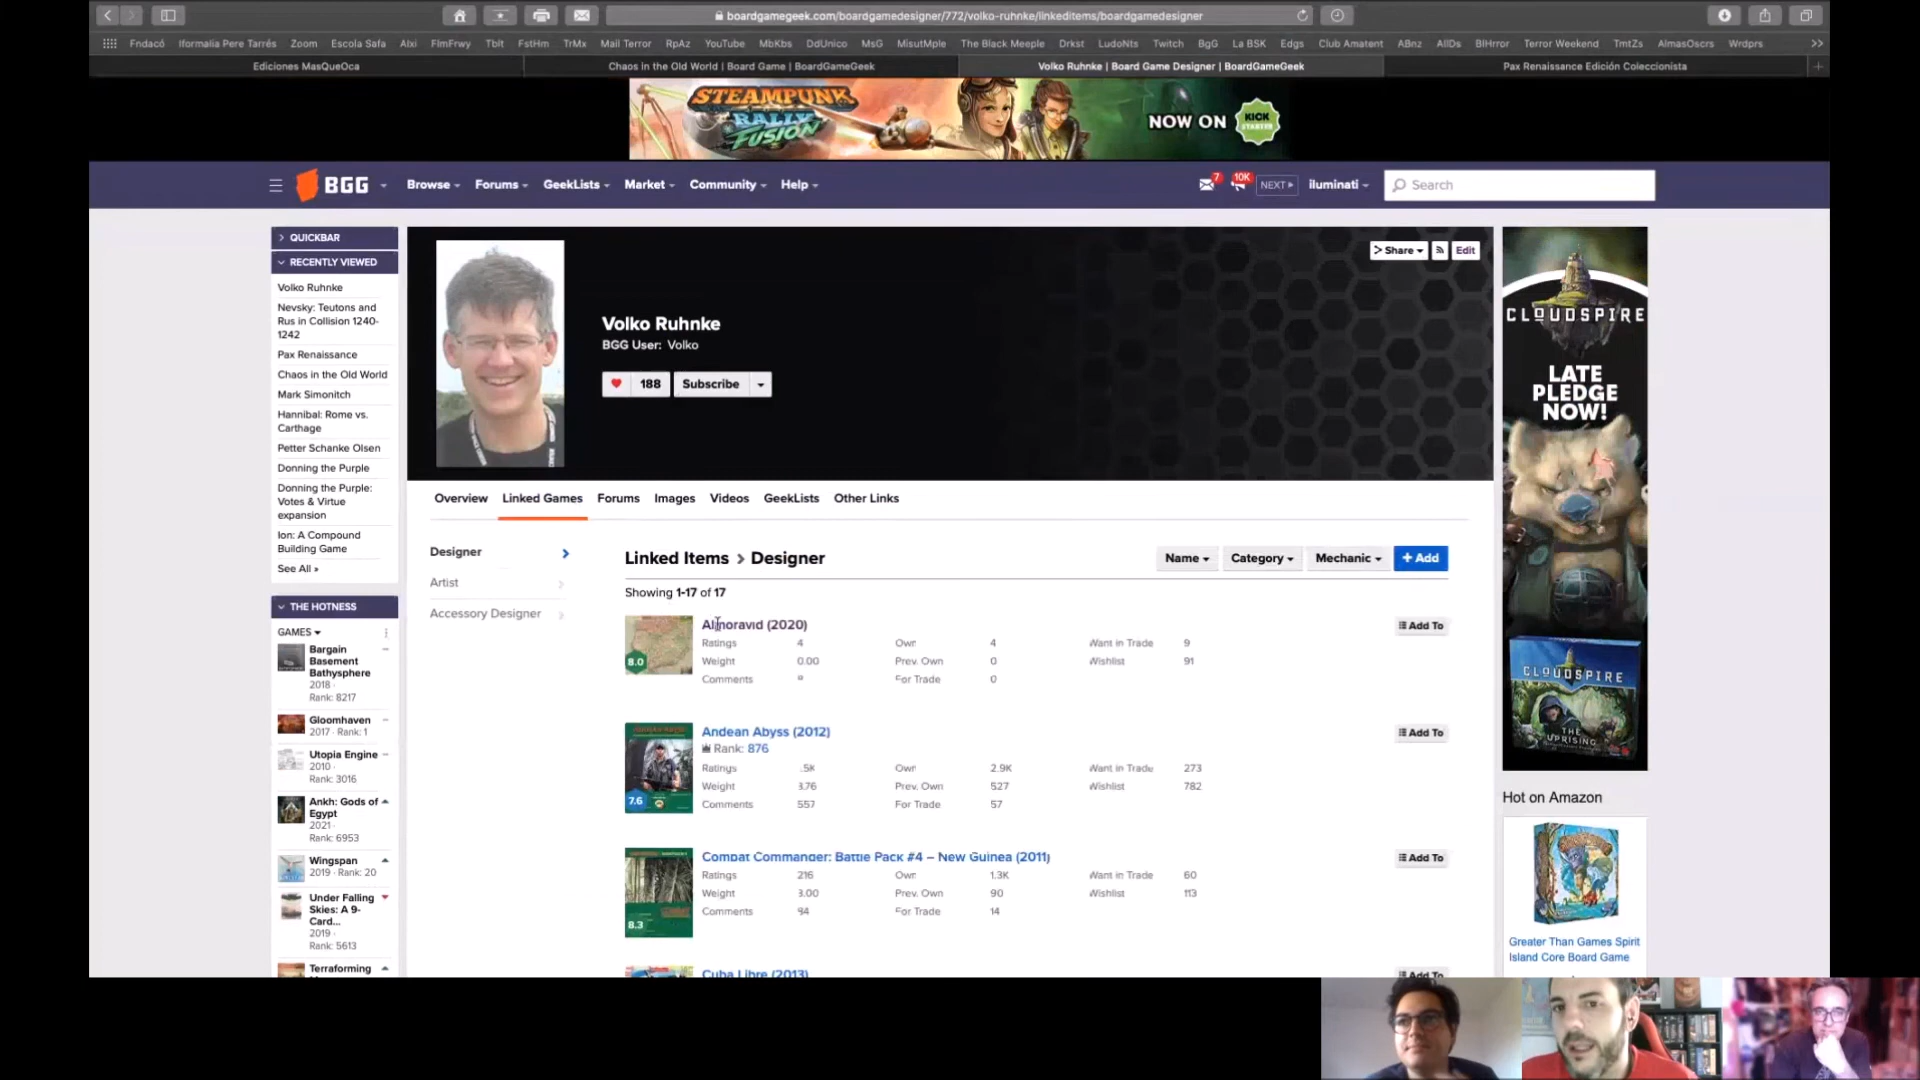 boardgamegeek.com/boardgamedesigner/772/volko-ruhnke/linkeditems/boardgamedesigner
Fndacó Iformalia Pere Tarrés Zoom Escola Safa Alxi FlmFrwy Tblt FstHm TrMx Mail Terror RpAz YouTube MbKbs DdUnico MsG MisutMple The Black Meeple Drkst LudoNts Twitch BgG La BSK Edgs Club Amatent ABnz AllDs BlHrror Terror Weekend TmtZs AlmasOscrs Wrdprs
Ediciones MasQueOca
Chaos in the Old World | Board Game | BoardGameGeek
Volko Ruhnke | Board Game Designer | BoardGameGeek
Pax Renaissance Edición Coleccionista
STEAMPUNK
RALLY
FUSION
NOW ON KICK STARTER
BGG Browse Forums GeekLists Market Community Help
7 10K NEXT iluminati Search
QUICKBAR
RECENTLY VIEWED
Volko Ruhnke
Nevsky: Teutons and
Rus in Collision 1240-
1242
Pax Renaissance
Chaos in the Old World
Mark Simonitch
Hannibal: Rome vs.
Carthage
Petter Schanke Olsen
Donning the Purple
Donning the Purple:
Votes & Virtue
expansion
Ion: A Compound
Building Game
See All »
THE HOTNESS
GAMES
Bargain
Basement
Bathysphere
2018 ·
Rank: 8217
Gloomhaven
2017 · Rank: 1
Utopia Engine
2010 ·
Rank: 3016
Ankh: Gods of
Egypt
2021 ·
Rank: 6953
Wingspan
2019 · Rank: 20
Under Falling
Skies: A 9-
Card...
2019 ·
Rank: 5613
Terraforming
Share Edit
Volko Ruhnke
BGG User: Volko
188 Subscribe
Overview Linked Games Forums Images Videos GeekLists Other Links
Designer
Artist
Accessory Designer
Linked Items > Designer
Name Category Mechanic + Add
Showing 1-17 of 17
Almoravid (2020) Add To
8.0
Ratings 4 Own 4 Want in Trade 9
Weight 0.00 Prev. Own 0 Wishlist 91
Comments For Trade 0
Andean Abyss (2012) Add To
Rank: 876
7.6
Ratings .5K Own 2.9K Want in Trade 273
Weight 3.76 Prev. Own 527 Wishlist 782
Comments 557 For Trade 57
Combat Commander: Battle Pack #4 – New Guinea (2011) Add To
8.3
Ratings 216 Own 1.3K Want in Trade 60
Weight 3.00 Prev. Own 90 Wishlist 113
Comments 94 For Trade 14
Cuba Libre (2013) Add To
CLOUDSPIRE
LATE
PLEDGE
NOW!
CLOUDSPIRE
THE
UPRISING
Hot on Amazon
Greater Than Games Spirit
Island Core Board Game